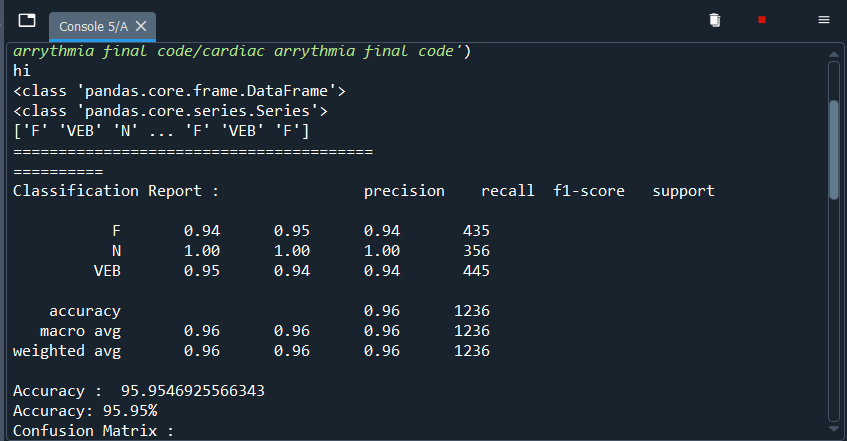 Console 5/A
arrythmia final code/cardiac arrythmia final code')
hi
<class 'pandas.core.frame.DataFrame'>
<class 'pandas.core.series.Series'>
['F' 'VEB' 'N' ... 'F' 'VEB' 'F']
========================================
==========
Classification Report :                precision    recall  f1-score   support

           F       0.94      0.95      0.94       435
           N       1.00      1.00      1.00       356
         VEB       0.95      0.94      0.94       445

    accuracy                           0.96      1236
   macro avg       0.96      0.96      0.96      1236
weighted avg       0.96      0.96      0.96      1236

Accuracy :  95.9546925566343
Accuracy: 95.95%
Confusion Matrix :